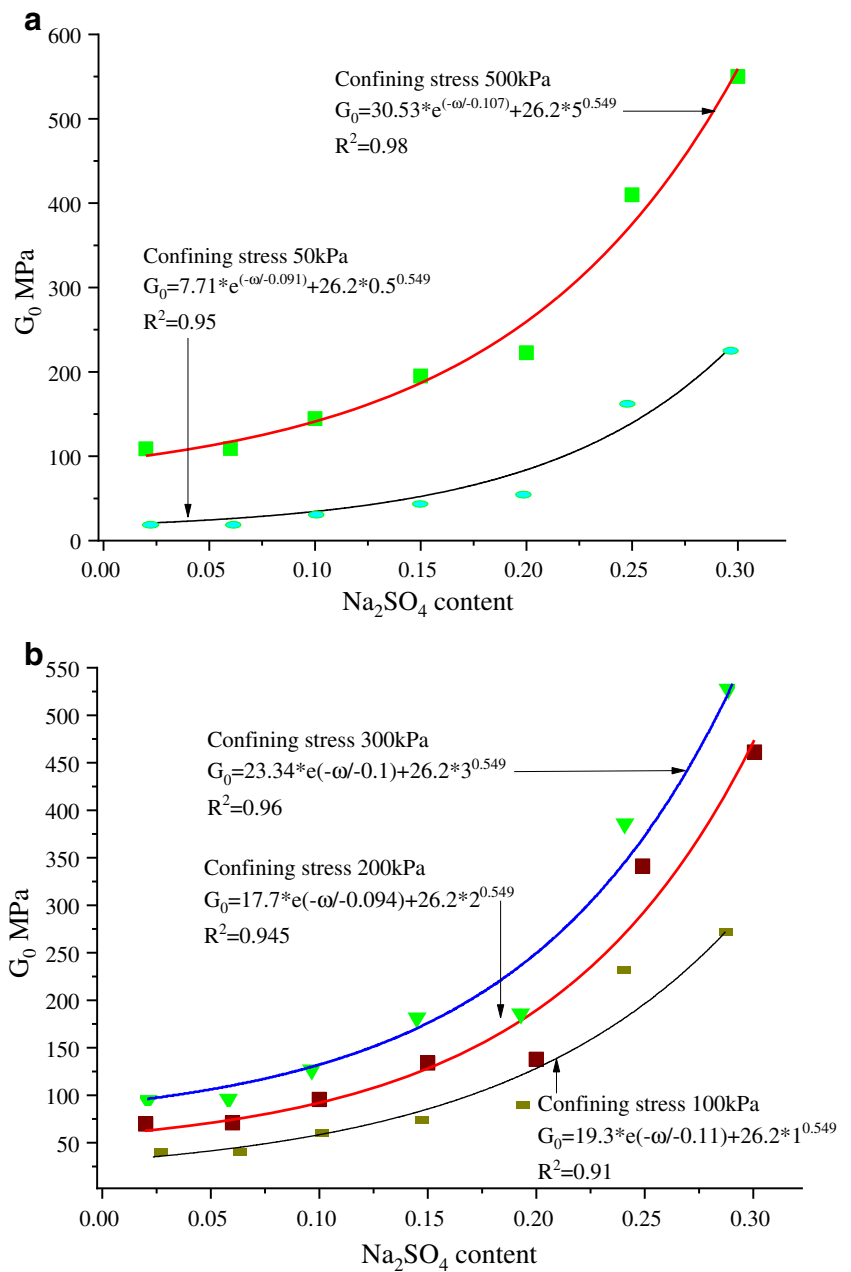 a
600
500
400
300
200
100
0
G₀ MPa
Confining stress 500kPa
G₀=30.53*e^(-ω/-0.107)+26.2*5^0.549
R²=0.98
Confining stress 50kPa
G₀=7.71*e^(-ω/-0.091)+26.2*0.5^0.549
R²=0.95
0.00 0.05 0.10 0.15 0.20 0.25 0.30
Na₂SO₄ content
b
550
500
450
400
350
300
250
200
150
100
50
G₀ MPa
Confining stress 300kPa
G₀=23.34*e(-ω/-0.1)+26.2*3^0.549
R²=0.96
Confining stress 200kPa
G₀=17.7*e(-ω/-0.094)+26.2*2^0.549
R²=0.945
Confining stress 100kPa
G₀=19.3*e(-ω/-0.11)+26.2*1^0.549
R²=0.91
0.00 0.05 0.10 0.15 0.20 0.25 0.30
Na₂SO₄ content